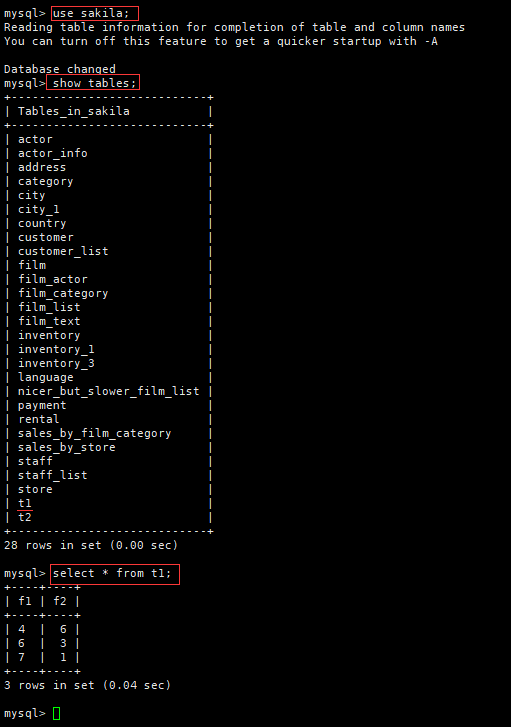 mysql> use sakila;
Reading table information for completion of table and column names
You can turn off this feature to get a quicker startup with -A

Database changed
mysql> show tables;
+----------------------------+
| Tables_in_sakila           |
+----------------------------+
| actor                      |
| actor_info                 |
| address                    |
| category                   |
| city                       |
| city_1                     |
| country                    |
| customer                   |
| customer_list              |
| film                       |
| film_actor                 |
| film_category              |
| film_list                  |
| film_text                  |
| inventory                  |
| inventory_1                |
| inventory_3                |
| language                   |
| nicer_but_slower_film_list |
| payment                    |
| rental                     |
| sales_by_film_category     |
| sales_by_store             |
| staff                      |
| staff_list                 |
| store                      |
| t1                         |
| t2                         |
+----------------------------+
28 rows in set (0.00 sec)

mysql> select * from t1;
+----+----+
| f1 | f2 |
+----+----+
| 4  |  6 |
| 6  |  3 |
| 7  |  1 |
+----+----+
3 rows in set (0.04 sec)

mysql>